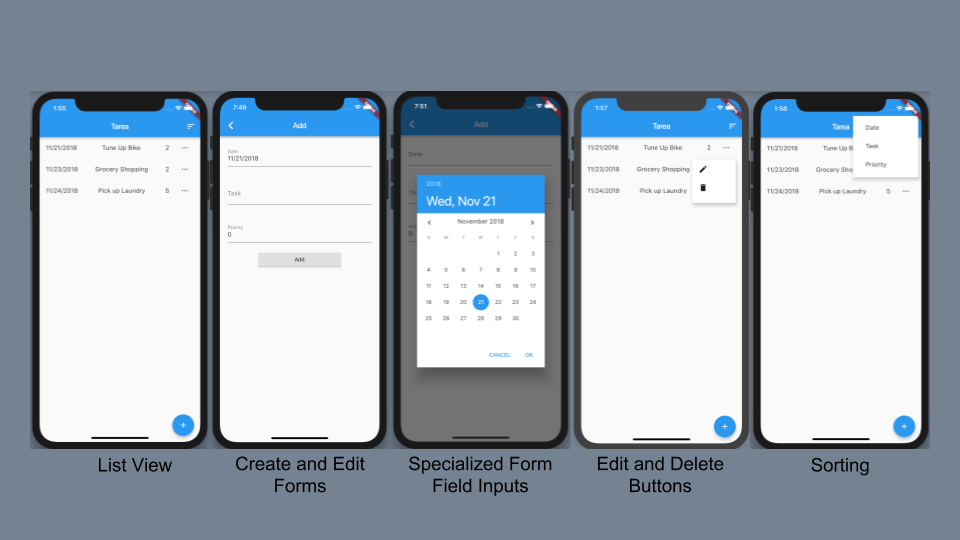 1:55
Tarea
11/21/2018 Tune Up Bike 2
11/23/2018 Grocery Shopping 2
11/24/2018 Pick up Laundry 5
+
List View
7:49
Add
Date
11/21/2018
Task
Priority
0
Add
Create and Edit
Forms
7:51
Add
Date
2018
Wed, Nov 21
November 2018
S M T W T F S
1 2 3
4 5 6 7 8 9 10
11 12 13 14 15 16 17
18 19 20 21 22 23 24
25 26 27 28 29 30
CANCEL OK
0
Specialized Form
Field Inputs
1:57
Tarea
11/21/2018 Tune Up Bike 2
11/23/2018 Grocery Shopping
11/24/2018 Pick up Laundry
+
Edit and Delete
Buttons
1:58
Tarea
Date
Task
Priority
11/21/2018 Tune Up B
11/23/2018 Grocery Shop
11/24/2018 Pick up Laundry 5
+
Sorting